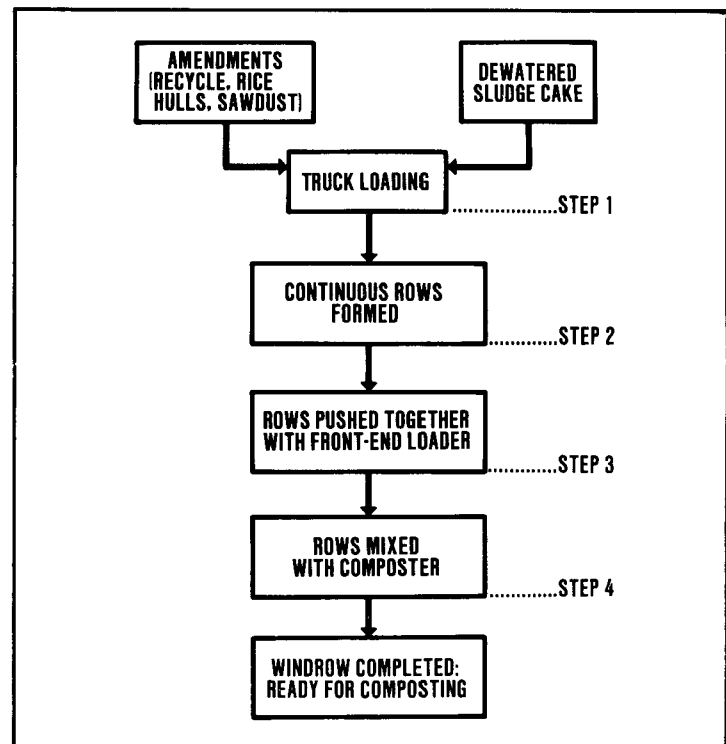 AMENDMENTS
(RECYCLE, RICE
HULLS, SAWDUST)
DEWATERED
SLUDGE CAKE
TRUCK LOADING
....................STEP 1
CONTINUOUS ROWS
FORMED
.............STEP 2
ROWS PUSHED TOGETHER
WITH FRONT-END LOADER
.............STEP 3
ROWS MIXED
WITH COMPOSTER
.............STEP 4
WINDROW COMPLETED:
READY FOR COMPOSTING